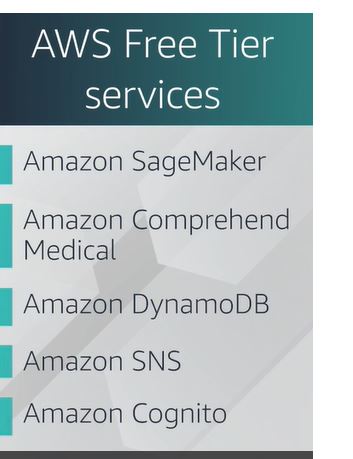 AWS Free Tier
services
Amazon SageMaker
Amazon Comprehend
Medical
Amazon DynamoDB
Amazon SNS
Amazon Cognito